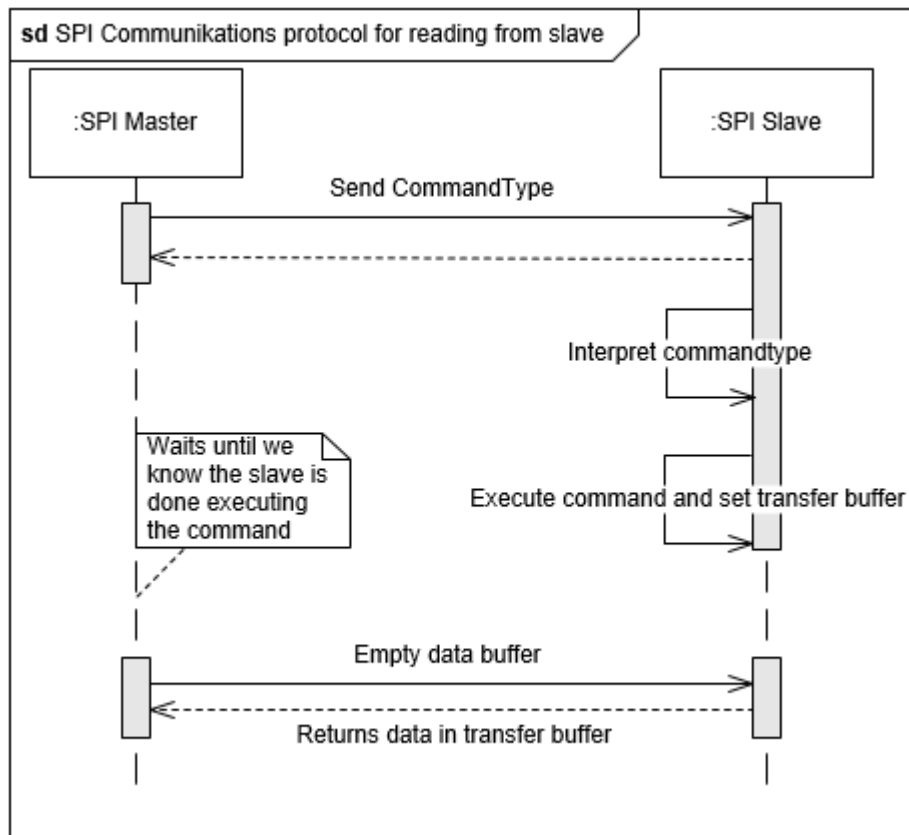 sd SPI Communikations protocol for reading from slave
:SPI Master
:SPI Slave
Send CommandType
Interpret commandtype
Waits until we
know the slave is
done executing
the command
Execute command and set transfer buffer
Empty data buffer
Returns data in transfer buffer